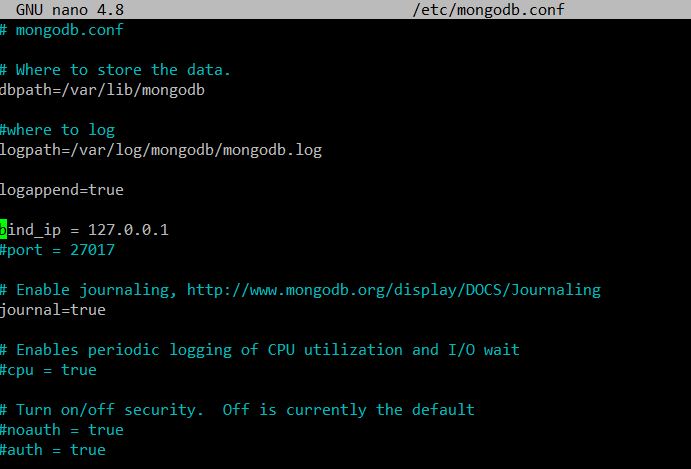 GNU nano 4.8 /etc/mongodb.conf
# mongodb.conf
# Where to store the data.
dbpath=/var/lib/mongodb
#where to log
logpath=/var/log/mongodb/mongodb.log
logappend=true
bind_ip = 127.0.0.1
#port = 27017
# Enable journaling, http://www.mongodb.org/display/DOCS/Journaling
journal=true
# Enables periodic logging of CPU utilization and I/O wait
#cpu = true
# Turn on/off security.  Off is currently the default
#noauth = true
#auth = true